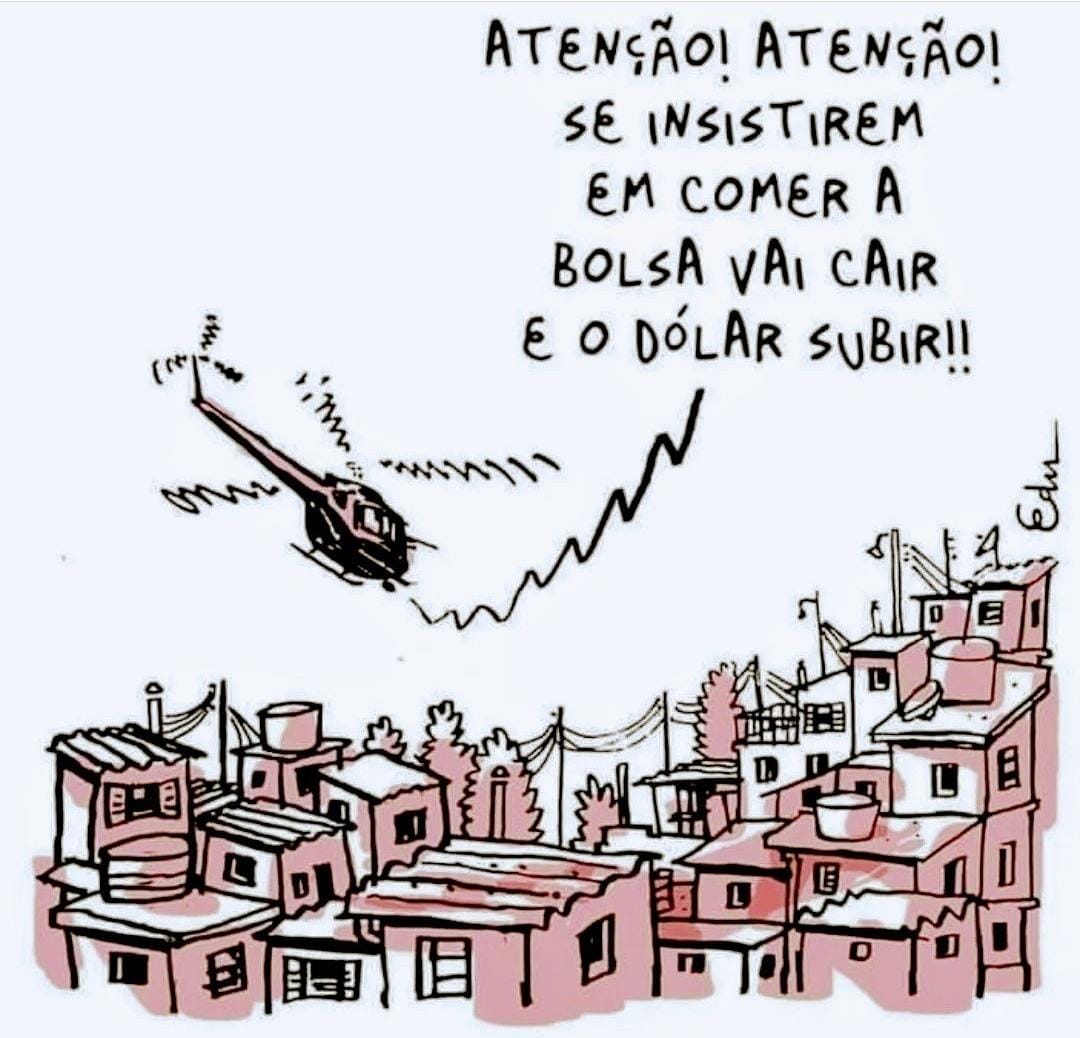 ATENÇÃO! ATENÇÃO!
SE INSISTIREM
EM COMER A
BOLSA VAI CAIR
E O DÓLAR SUBIR!!
Edu